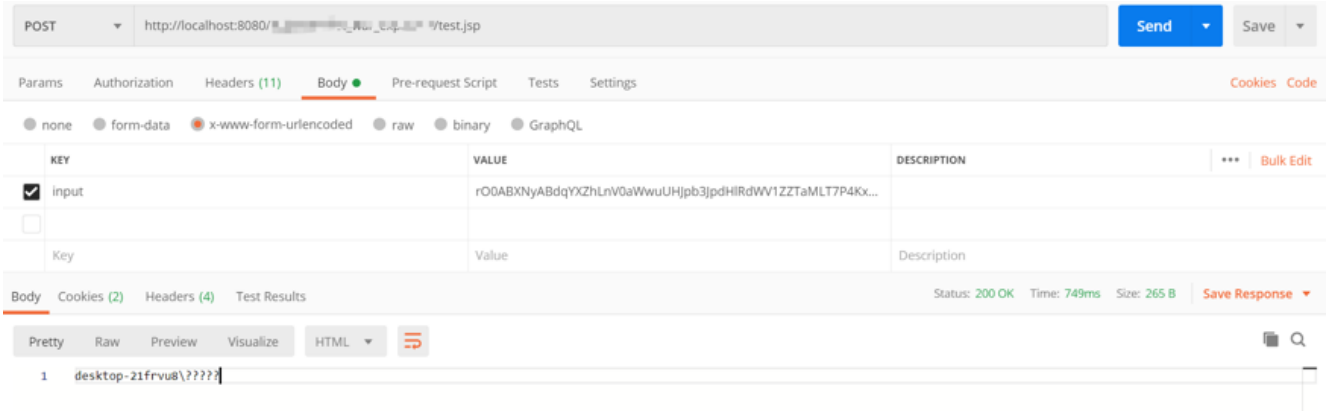 POST http://localhost:8080/ /test.jsp Send Save
Params Authorization Headers (11) Body Pre-request Script Tests Settings Cookies Code
none form-data x-www-form-urlencoded raw binary GraphQL
KEY VALUE DESCRIPTION ••• Bulk Edit
input rO0ABXNyABdqYXZhLnV0aWwuUHJpb3JpdHlRdWV1ZZTaMLT7P4Kx...
Key Value Description
Body Cookies (2) Headers (4) Test Results Status: 200 OK Time: 749ms Size: 265 B Save Response
Pretty Raw Preview Visualize HTML
1 desktop-21frvu8\?????